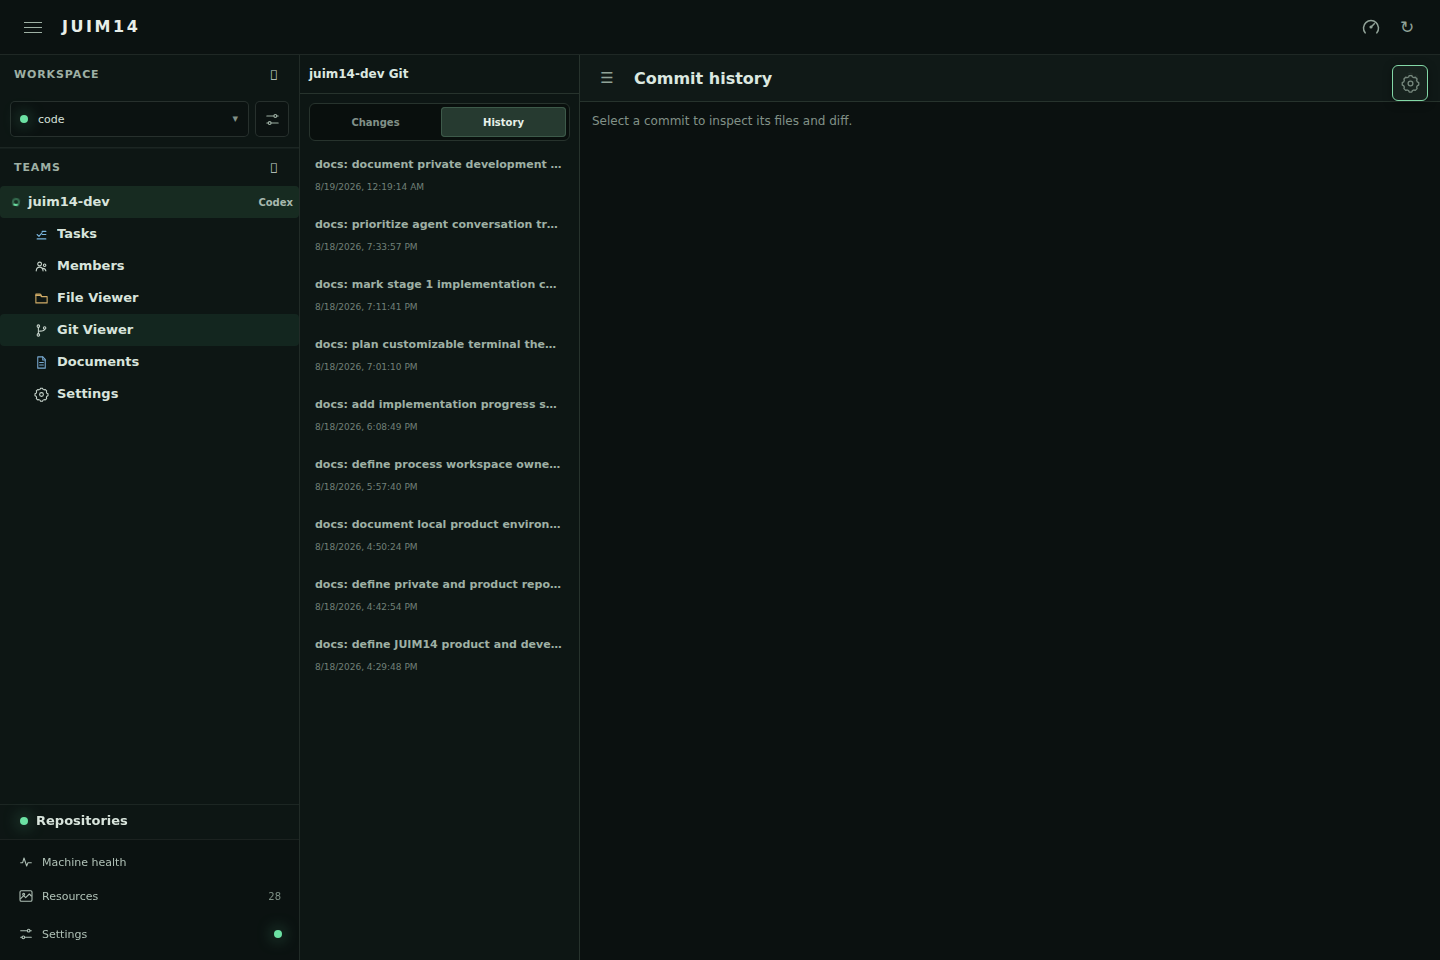 JUIM14
WORKSPACE
code
TEAMS
juim14-dev Codex
Tasks
Members
File Viewer
Git Viewer
Documents
Settings
Repositories
Machine health
Resources 28
Settings
juim14-dev Git
Changes History
docs: document private development …
8/19/2026, 12:19:14 AM
docs: prioritize agent conversation tr…
8/18/2026, 7:33:57 PM
docs: mark stage 1 implementation c…
8/18/2026, 7:11:41 PM
docs: plan customizable terminal the…
8/18/2026, 7:01:10 PM
docs: add implementation progress s…
8/18/2026, 6:08:49 PM
docs: define process workspace owne…
8/18/2026, 5:57:40 PM
docs: document local product environ…
8/18/2026, 4:50:24 PM
docs: define private and product repo…
8/18/2026, 4:42:54 PM
docs: define JUIM14 product and deve…
8/18/2026, 4:29:48 PM
Commit history
Select a commit to inspect its files and diff.